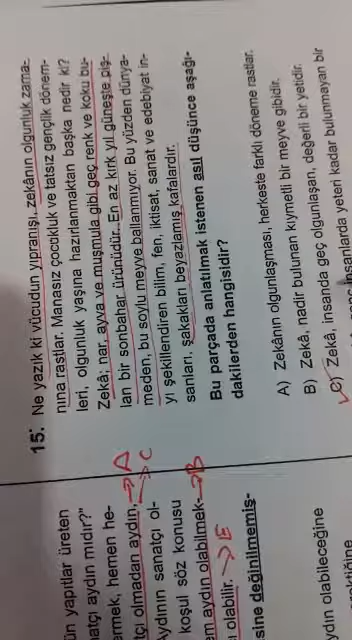 ün yapıtlar üreten
natçı aydın mıdır?"
ermek, hemen he-
tçı olmadan aydın, → A
→ C
Aydının sanatçı ol-
koşul söz konusu
em aydın olabilmek- → B
olabilir. → E
sine değinilmemiş-
ydın olabileceğine
15. Ne yazık ki vücudun yıpranışı, zekânın olgunluk zama-
nına rastlar. Manasız çocukluk ve tatsız gençlik dönem-
leri, olgunluk yaşına hazırlanmaktan başka nedir ki?
Zekâ; nar, ayva ve muşmula gibi geç renk ve koku bu-
lan bir sonbahar ürünüdür. En az kırk yıl güneşte piş-
meden, bu soylu meyve ballanmıyor. Bu yüzden dünya-
yı şekillendiren bilim, fen, iktisat, sanat ve edebiyat in-
sanları, şakakları beyazlamış kafalardır.
Bu parçada anlatılmak istenen asıl düşünce aşağı-
dakilerden hangisidir?
A) Zekânın olgunlaşması, herkeste farklı döneme rastlar.
B) Zekâ, nadir bulunan kıymetli bir meyve gibidir.
C) Zekâ, insanda geç olgunlaşan, değerli bir yetidir.
insanlarda yeteri kadar bulunmayan bir